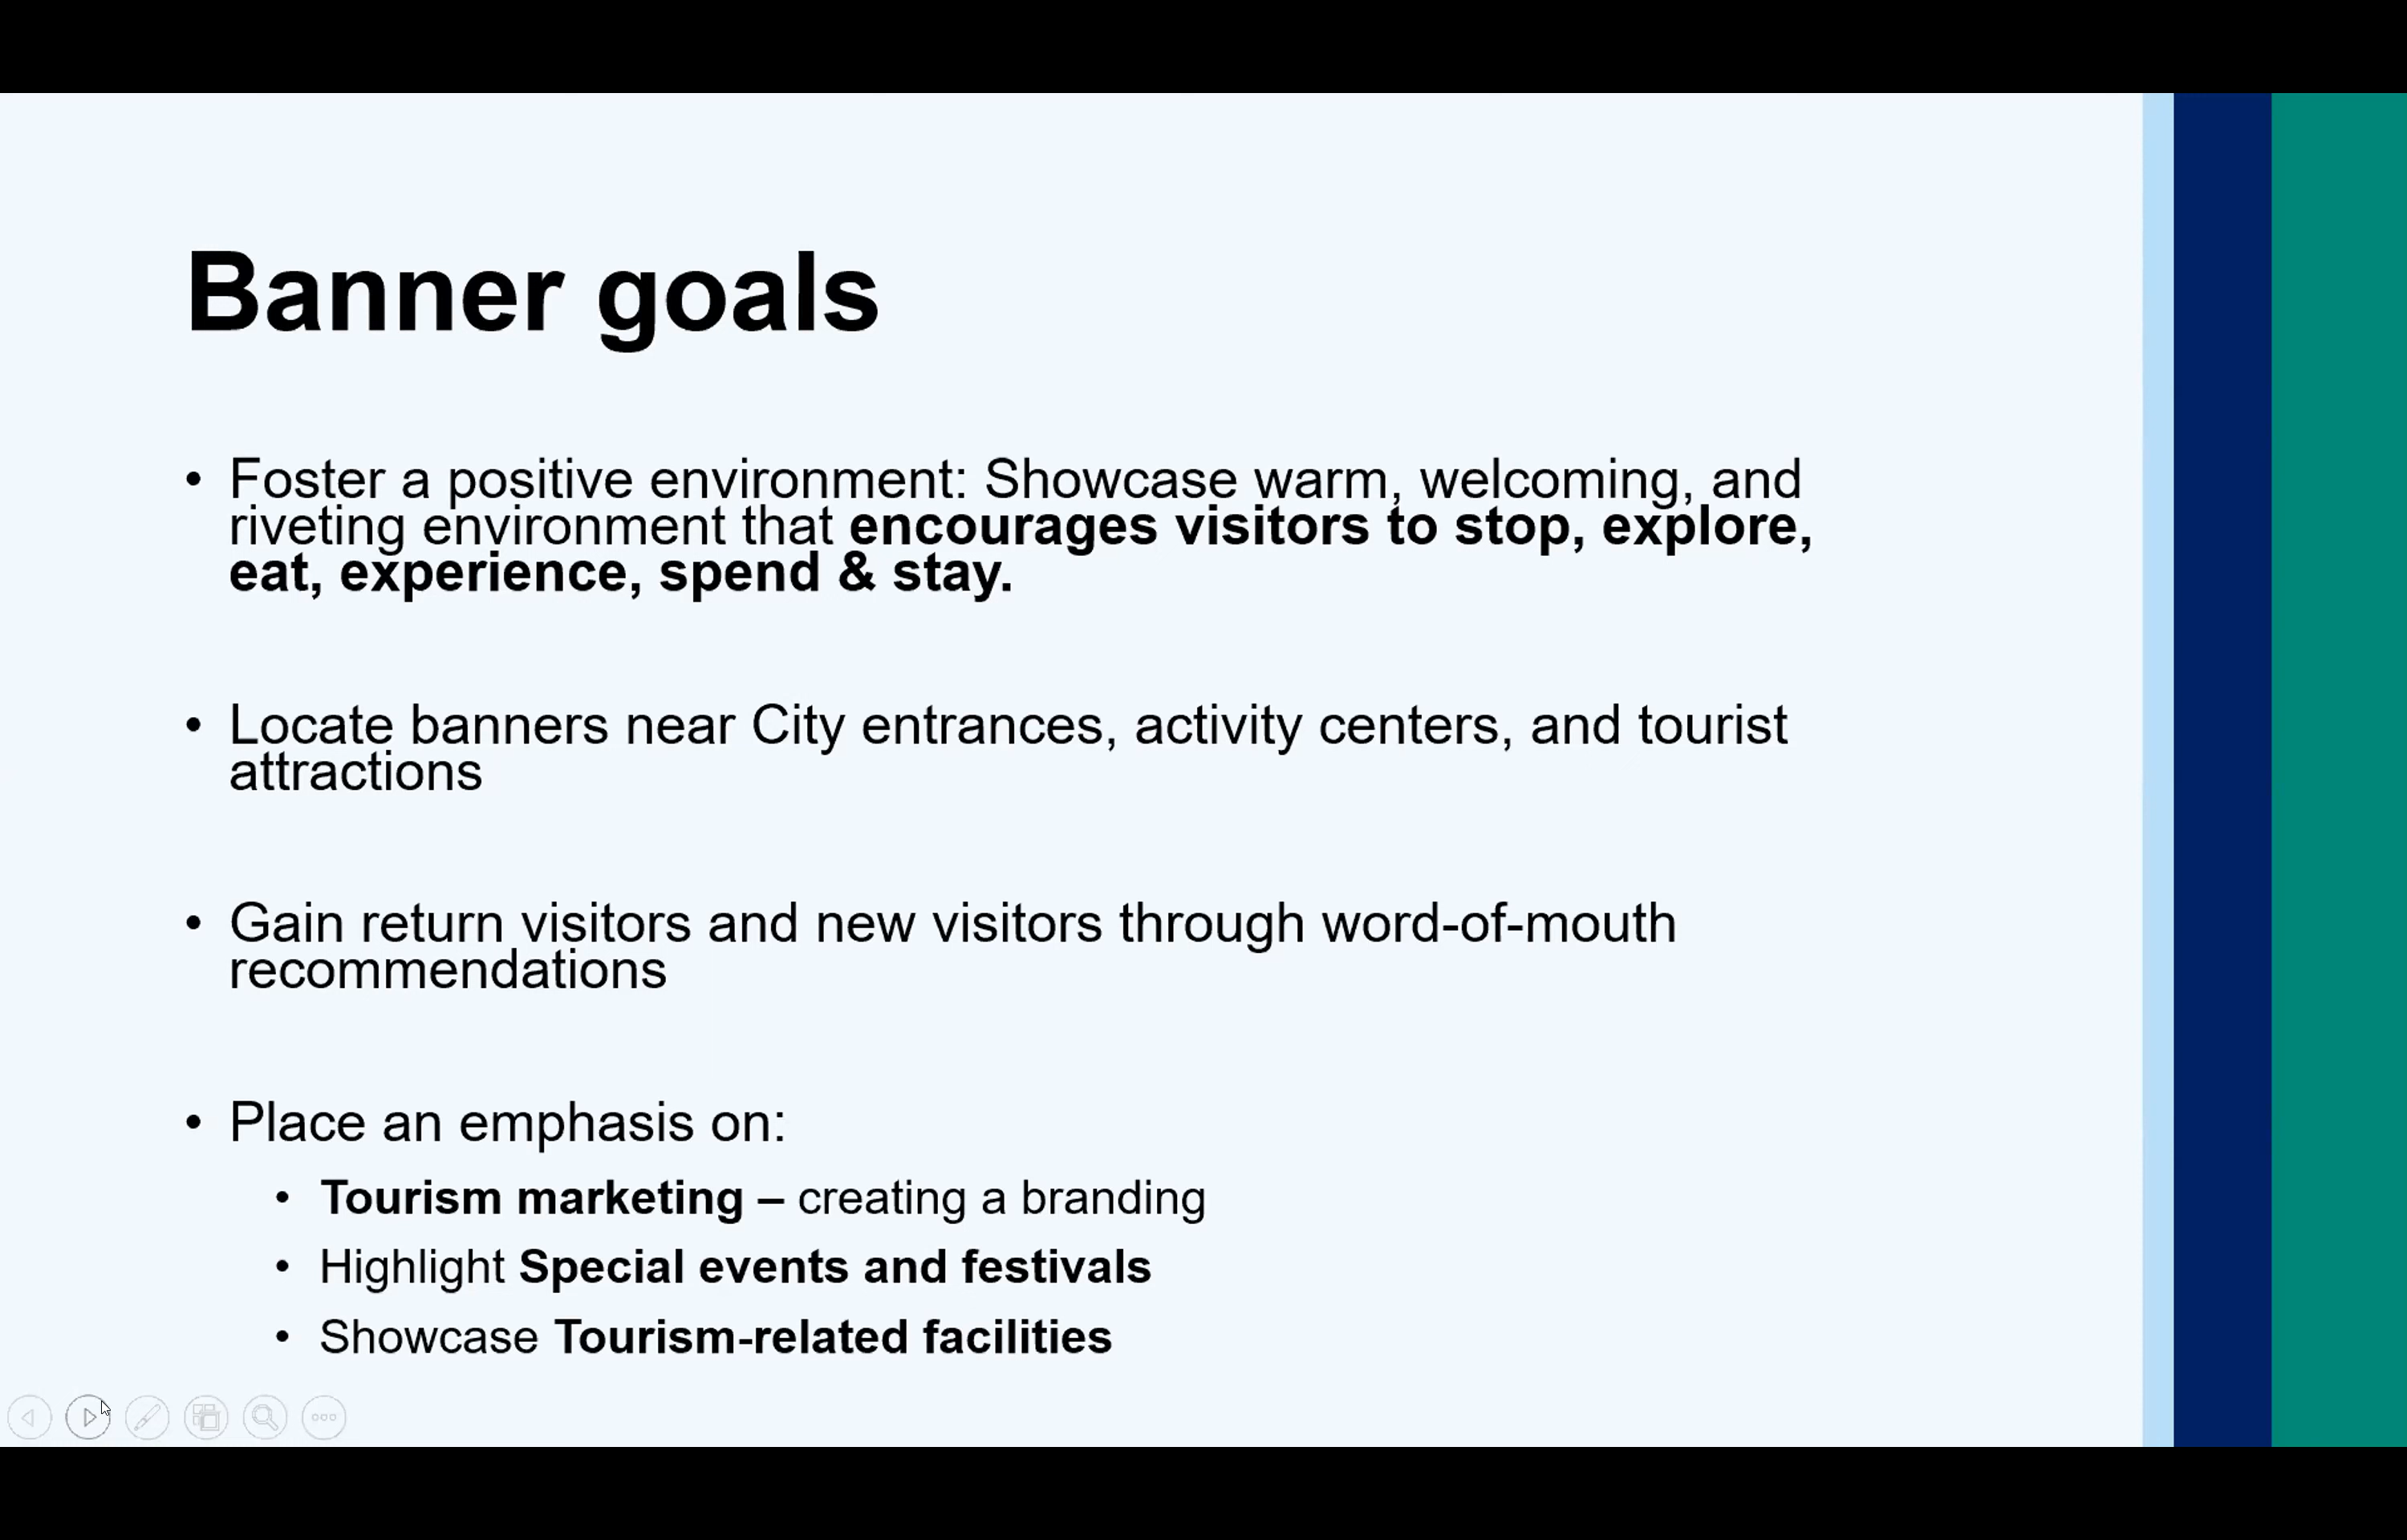 Banner goals
• Foster a positive environment: Showcase warm, welcoming, and
riveting environment that encourages visitors to stop, explore,
eat, experience, spend & stay.
• Locate banners near City entrances, activity centers, and tourist
attractions
• Gain return visitors and new visitors through word-of-mouth
recommendations
• Place an emphasis on:
• Tourism marketing – creating a branding
• Highlight Special events and festivals
• Showcase Tourism-related facilities